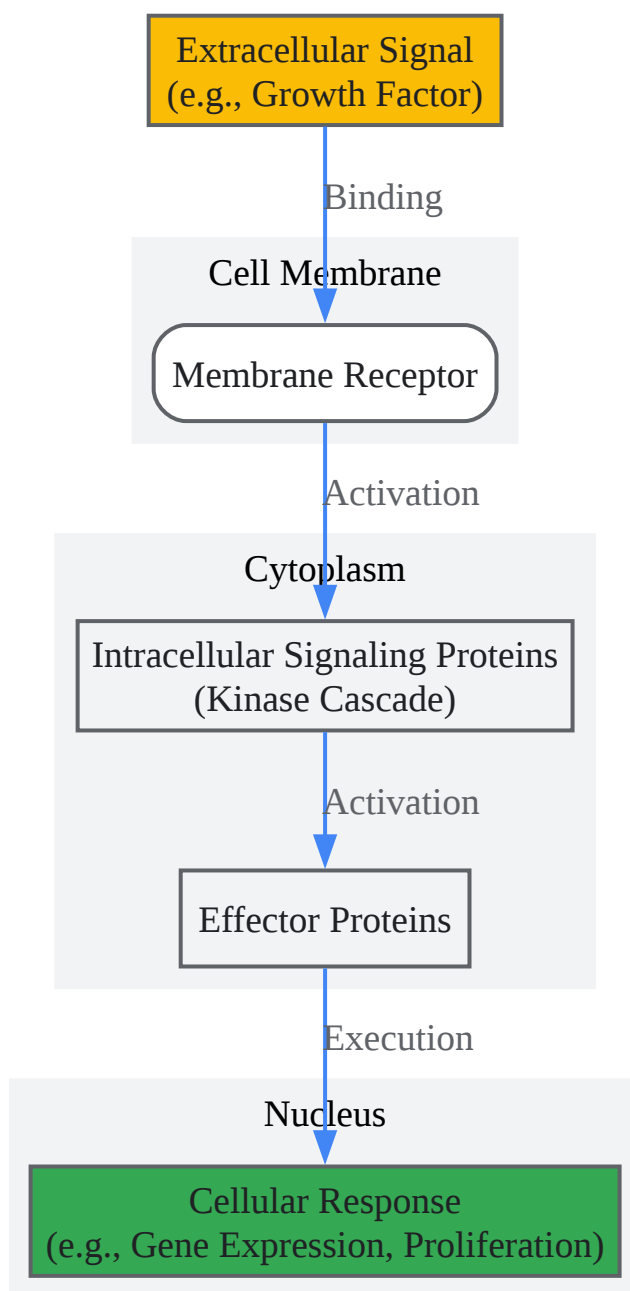 Extracellular Signal
(e.g., Growth Factor)
Binding
Cell Membrane
Membrane Receptor
Activation
Cytoplasm
Intracellular Signaling Proteins
(Kinase Cascade)
Activation
Effector Proteins
Execution
Nucleus
Cellular Response
(e.g., Gene Expression, Proliferation)